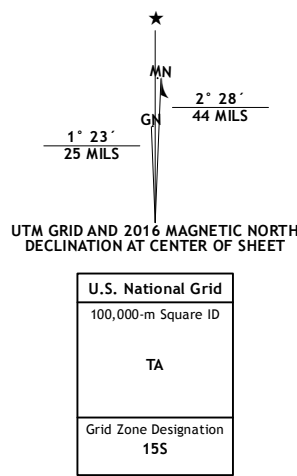 ★
MN
2° 28´
44 MILS
GN
1° 23´
25 MILS
UTM GRID AND 2016 MAGNETIC NORTH
DECLINATION AT CENTER OF SHEET
U.S. National Grid
100,000-m Square ID
TA
Grid Zone Designation
15S